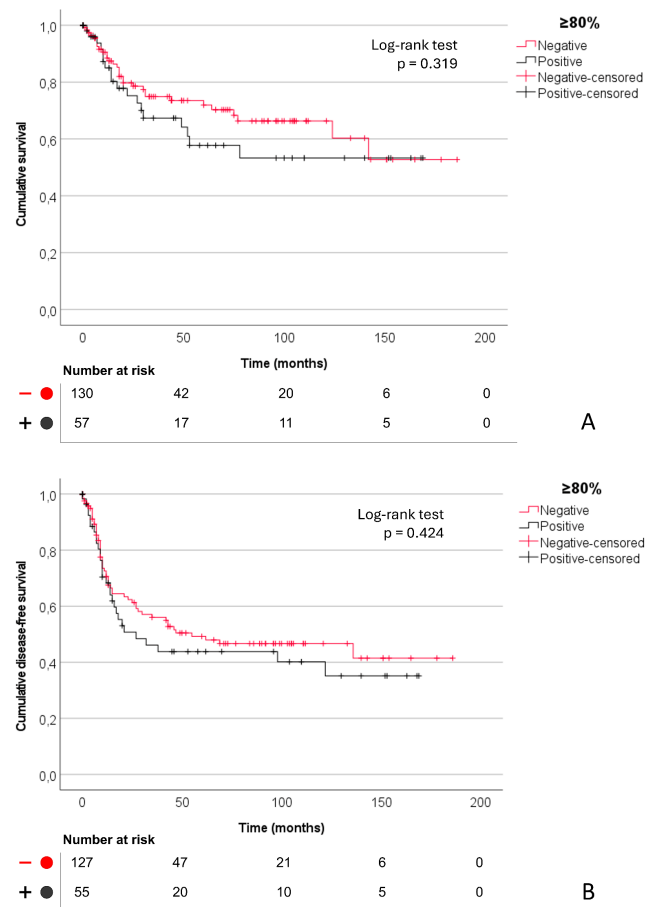 ≥80%
Negative
Positive
Negative-censored
Positive-censored
Log-rank test
p = 0.319
Cumulative survival
1,0
0,8
0,6
0,4
0,2
0,0
0 50 100 150 200
Time (months)
Number at risk
− 130 42 20 6 0
+ 57 17 11 5 0
A
≥80%
Negative
Positive
Negative-censored
Positive-censored
Log-rank test
p = 0.424
Cumulative disease-free survival
1,0
0,8
0,6
0,4
0,2
0,0
0 50 100 150 200
Time (months)
Number at risk
− 127 47 21 6 0
+ 55 20 10 5 0
B